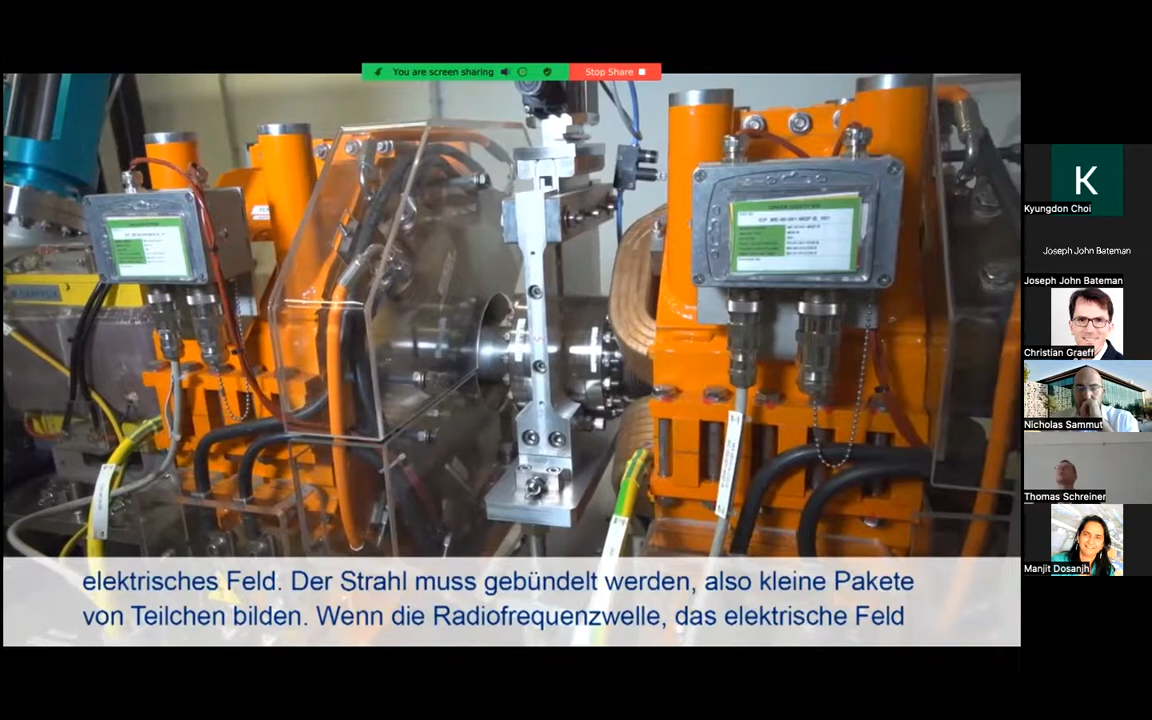 You are screen sharing
Stop Share
K
Kyungdon Choi
Joseph John Bateman
Joseph John Bateman
Christian Graeff
Nicholas Sammut
Thomas Schreiner
Manjit Dosanjh
elektrisches Feld. Der Strahl muss gebündelt werden, also kleine Pakete
von Teilchen bilden. Wenn die Radiofrequenzwelle, das elektrische Feld